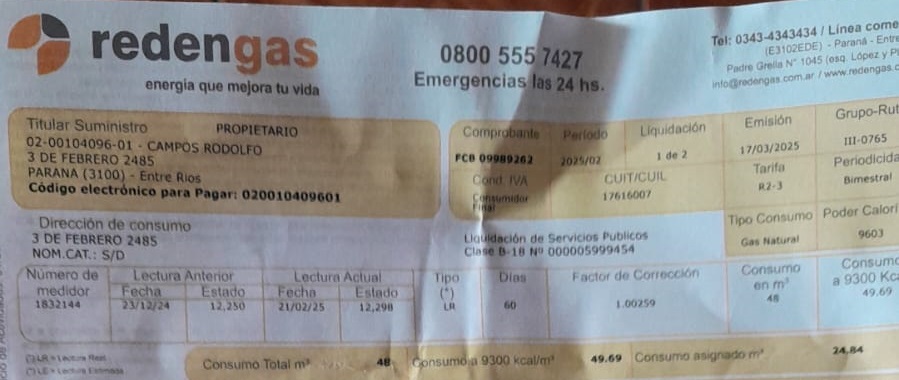 redengas
energia que mejora tu vida
0800 555 7427
Emergencias las 24 hs.
Tel: 0343-4343434 / Línea come
(E3102EDE) - Paraná - Entre
Padre Grella N° 1045 (esq. López y P
info@redengas.com.ar / www.redengas.c
Titular Suministro PROPIETARIO
02-00104096-01 - CAMPOS RODOLFO
3 DE FEBRERO 2485
PARANA (3100) - Entre Rios
Código electrónico para Pagar: 020010409601
Comprobante Período Liquidación Emisión Grupo-Rut
FCB 09989262 2025/02 1 de 2 17/03/2025 III-0765
Cond. IVA CUIT/CUIL Tarifa Periodicida
Consumidor Final 17616007 R2-3 Bimestral
Dirección de consumo
3 DE FEBRERO 2485
NOM.CAT.: S/D
Liquidación de Servicios Publicos
Clase B-18 Nº 000005999454
Tipo Consumo Poder Calorí
Gas Natural 9603
Número de medidor Lectura Anterior Lectura Actual Tipo (*) Días Factor de Corrección Consumo en m³ Consumo a 9300 Kca
Fecha Estado Fecha Estado
1832144 23/12/24 12,250 21/02/25 12,298 LR 60 1.00259 48 49.69
(*) LR = Lectura Real
(*) LE = Lectura Estimada
Consumo Total m³ 48 Consumo a 9300 kcal/m³ 49.69 Consumo asignado m³ 24.84